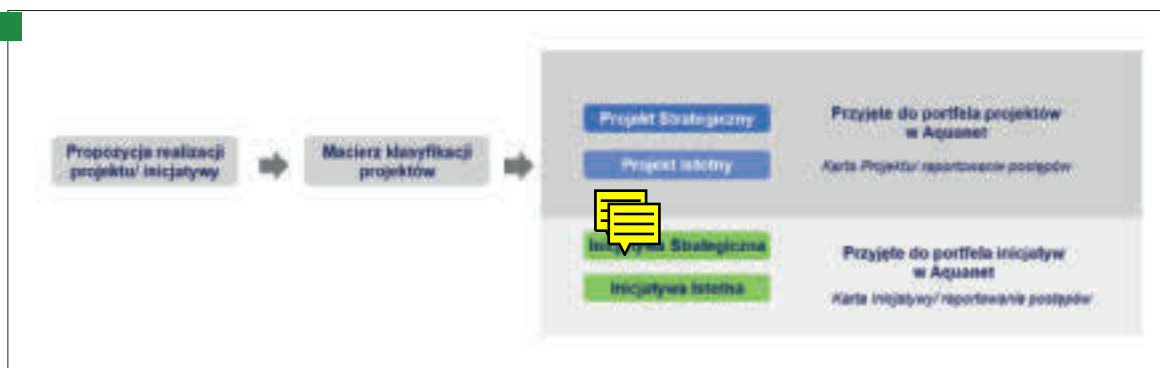 Propozycja realizacji
projektu/ inicjatywy
Macierz klasyfikacji
projektów
Projekt Strategiczny
Projekt Istotny
Przyjęte do portfela projektów
w Aquanet
Karta Projektu/ raportowanie postępów
Strategiczna
Inicjatywa Istotna
Przyjęte do portfela inicjatyw
w Aquanet
Karta Inicjatywy/ raportowanie postępów